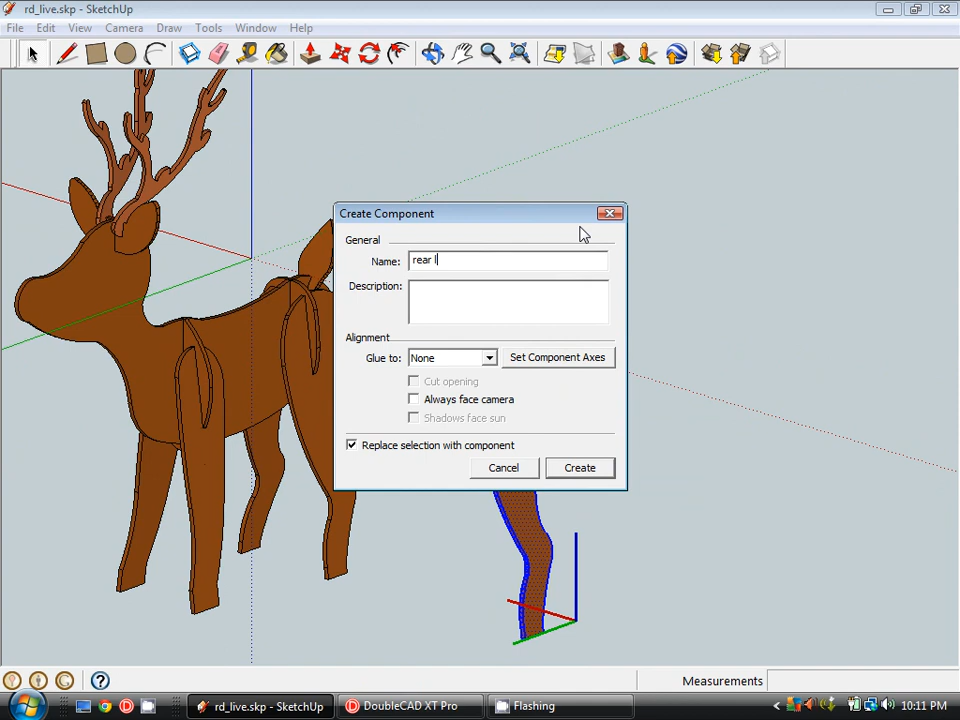 rd_live.skp - SketchUp
File Edit View Camera Draw Tools Window Help
Create Component
General
Name: rear l
Description:
Alignment
Glue to: None Set Component Axes
Cut opening
Always face camera
Shadows face sun
Replace selection with component
Cancel Create
Measurements
rd_live.skp - SketchUp DoubleCAD XT Pro Flashing 10:11 PM